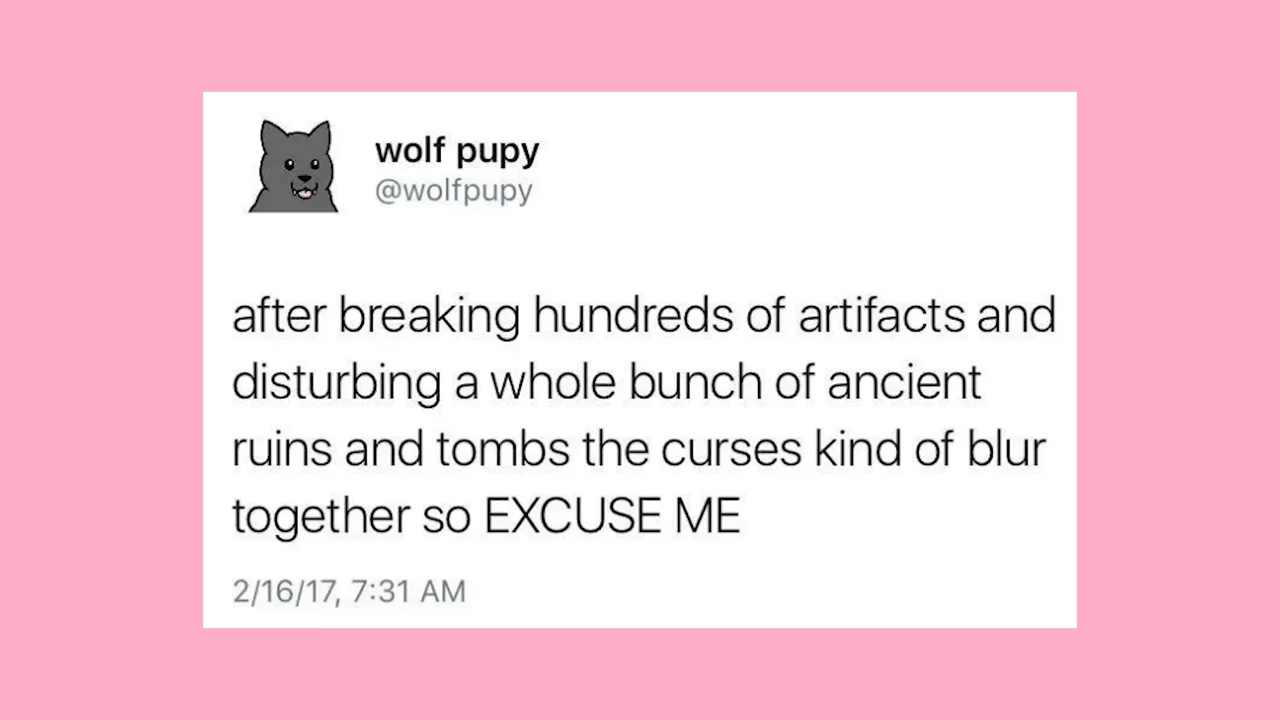 wolf pupy
@wolfpupy
after breaking hundreds of artifacts and
disturbing a whole bunch of ancient
ruins and tombs the curses kind of blur
together so EXCUSE ME
2/16/17, 7:31 AM